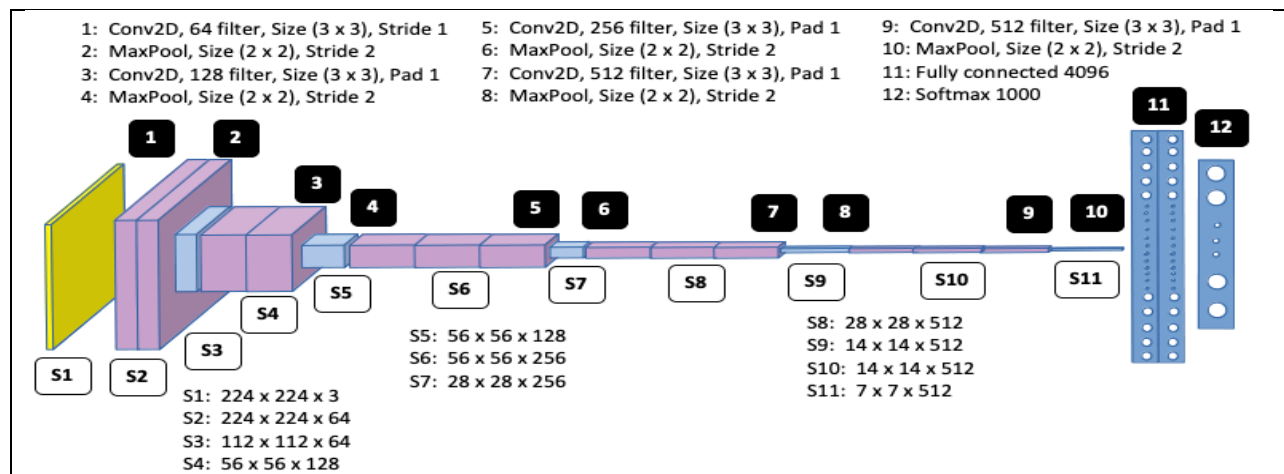 1: Conv2D, 64 filter, Size (3 x 3), Stride 1
2: MaxPool, Size (2 x 2), Stride 2
3: Conv2D, 128 filter, Size (3 x 3), Pad 1
4: MaxPool, Size (2 x 2), Stride 2
5: Conv2D, 256 filter, Size (3 x 3), Pad 1
6: MaxPool, Size (2 x 2), Stride 2
7: Conv2D, 512 filter, Size (3 x 3), Pad 1
8: MaxPool, Size (2 x 2), Stride 2
9: Conv2D, 512 filter, Size (3 x 3), Pad 1
10: MaxPool, Size (2 x 2), Stride 2
11: Fully connected 4096
12: Softmax 1000
1
2
3
4
5
6
7
8
9
10
11
12
S1
S2
S3
S4
S5
S6
S7
S8
S9
S10
S11
S1: 224 x 224 x 3
S2: 224 x 224 x 64
S3: 112 x 112 x 64
S4: 56 x 56 x 128
S5: 56 x 56 x 128
S6: 56 x 56 x 256
S7: 28 x 28 x 256
S8: 28 x 28 x 512
S9: 14 x 14 x 512
S10: 14 x 14 x 512
S11: 7 x 7 x 512